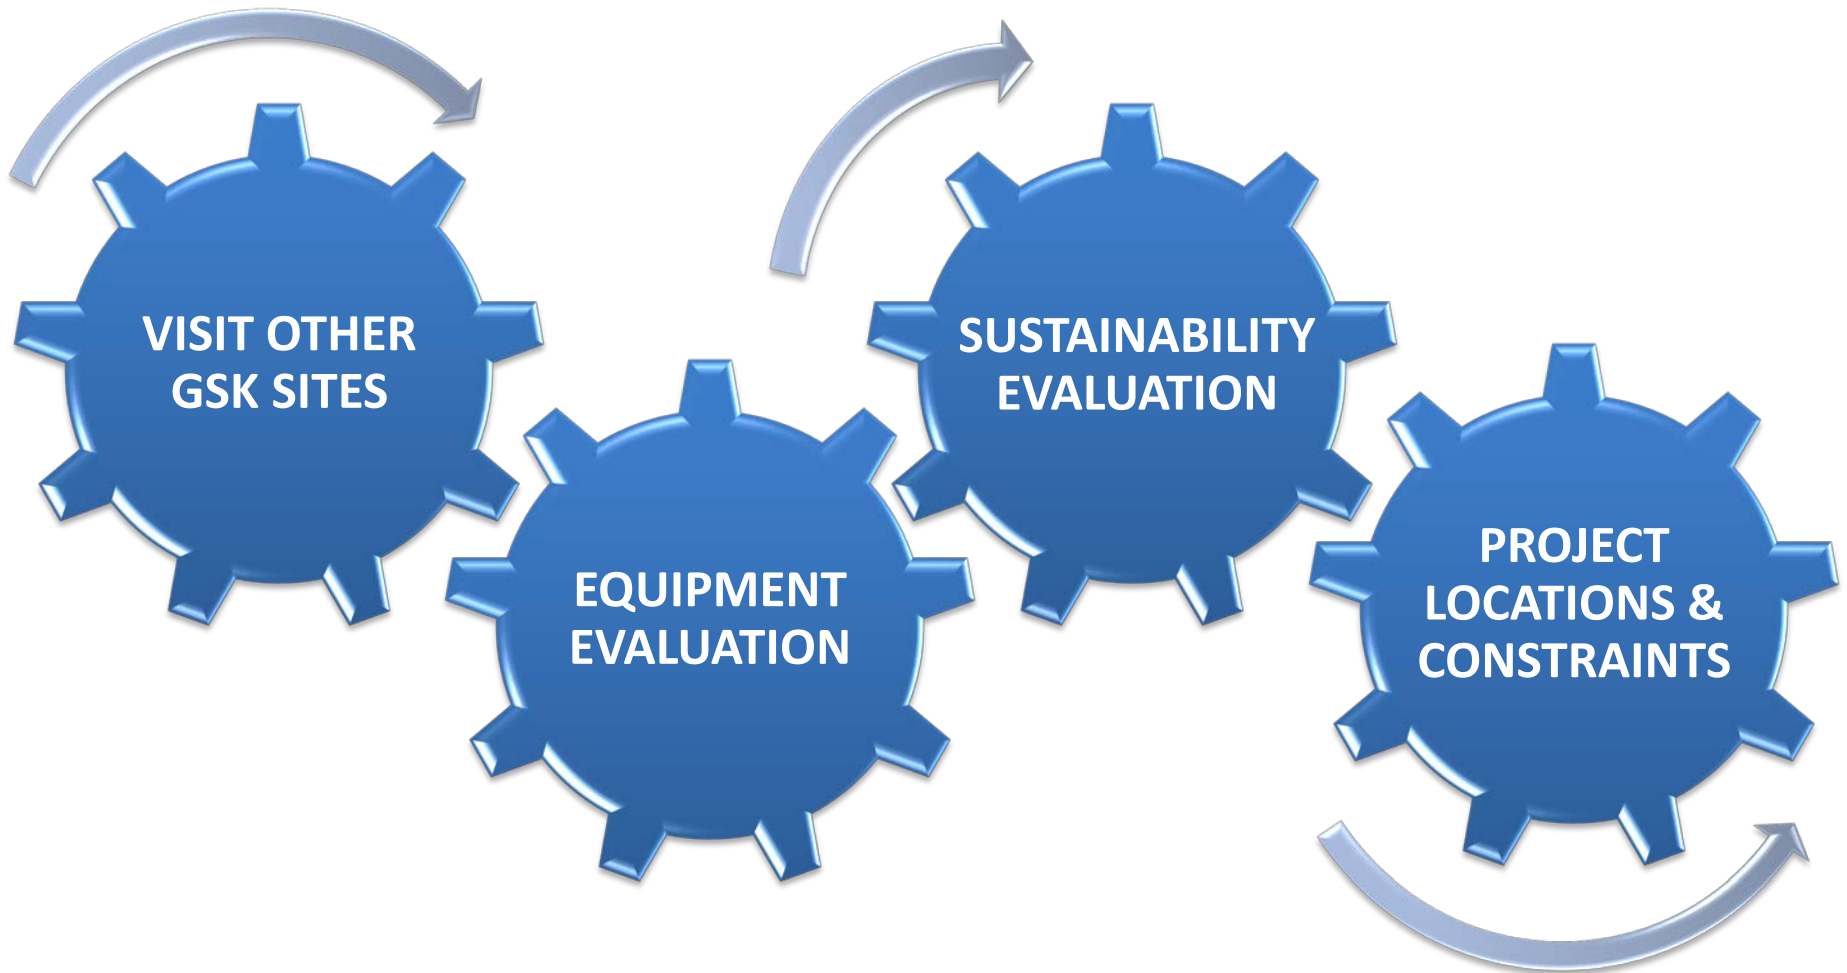 VISIT OTHER
GSK SITES
EQUIPMENT
EVALUATION
SUSTAINABILITY
EVALUATION
PROJECT
LOCATIONS &
CONSTRAINTS